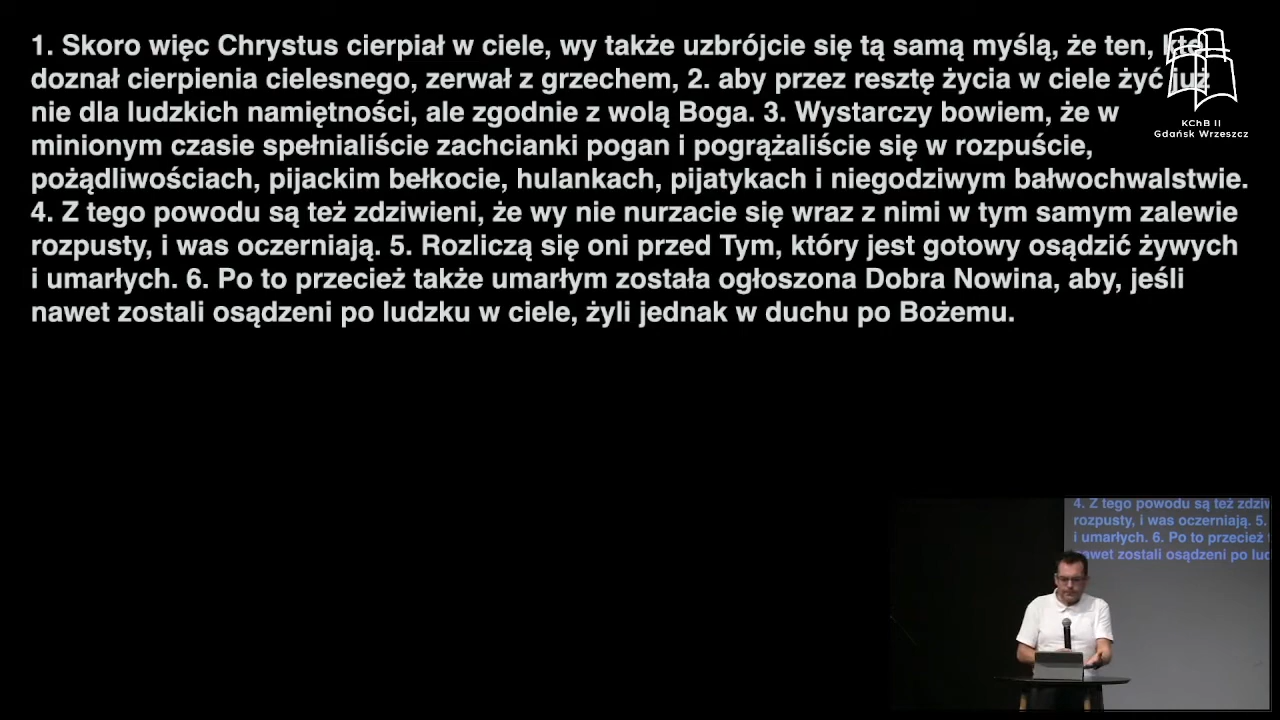 1. Skoro więc Chrystus cierpiał w ciele, wy także uzbrójcie się tą samą myślą, że ten,
doznał cierpienia cielesnego, zerwał z grzechem, 2. aby przez resztę życia w ciele żyć już
nie dla ludzkich namiętności, ale zgodnie z wolą Boga. 3. Wystarczy bowiem, że w
minionym czasie spełnialiście zachcianki pogan i pogrążaliście się w rozpuście,
pożądliwościach, pijackim bełkocie, hulankach, pijatykach i niegodziwym bałwochwalstwie.
4. Z tego powodu są też zdziwieni, że wy nie nurzacie się wraz z nimi w tym samym zalewie
rozpusty, i was oczerniają. 5. Rozliczą się oni przed Tym, który jest gotowy osądzić żywych
i umarłych. 6. Po to przecież także umarłym została ogłoszona Dobra Nowina, aby, jeśli
nawet zostali osądzeni po ludzku w ciele, żyli jednak w duchu po Bożemu.
KChB II
Gdańsk Wrzeszcz
4. Z tego powodu są też
rozpusty, i was oczerniają. 5.
i umarłych. 6. Po to przecież
nawet zostali osądzeni po